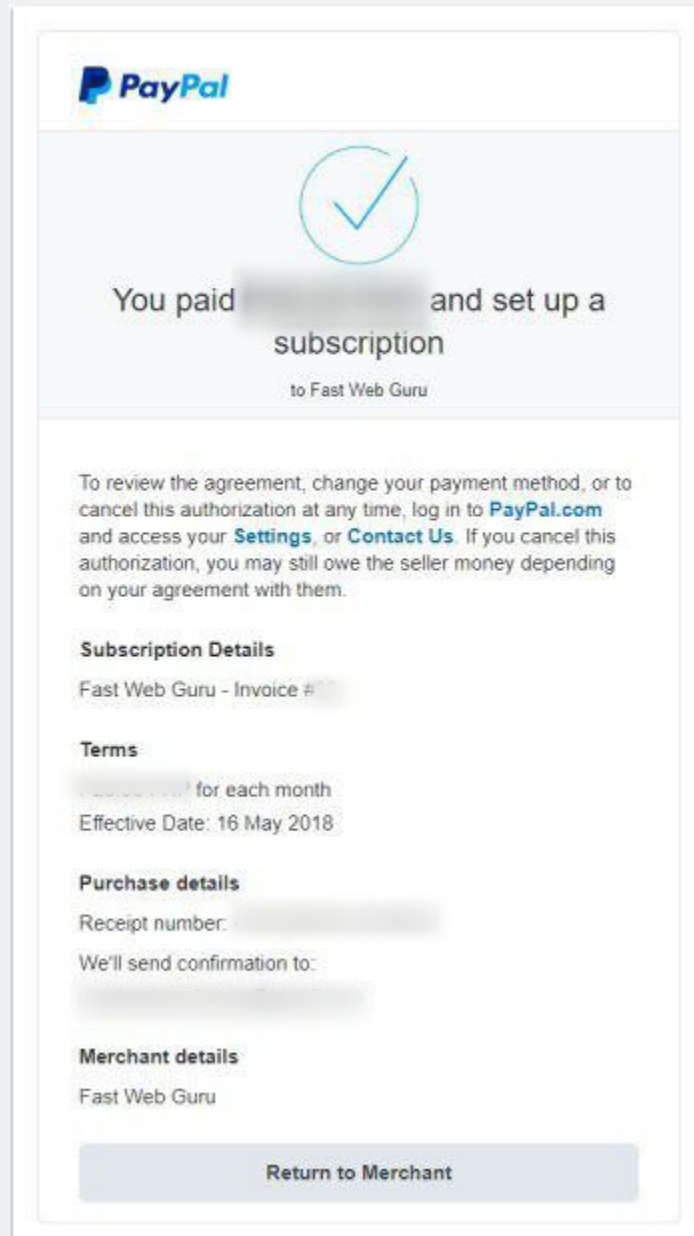 PayPal
You paid and set up a
subscription
to Fast Web Guru
To review the agreement, change your payment method, or to
cancel this authorization at any time, log in to PayPal.com
and access your Settings, or Contact Us. If you cancel this
authorization, you may still owe the seller money depending
on your agreement with them.
Subscription Details
Fast Web Guru - Invoice #
Terms
for each month
Effective Date: 16 May 2018
Purchase details
Receipt number:
We'll send confirmation to:
Merchant details
Fast Web Guru
Return to Merchant